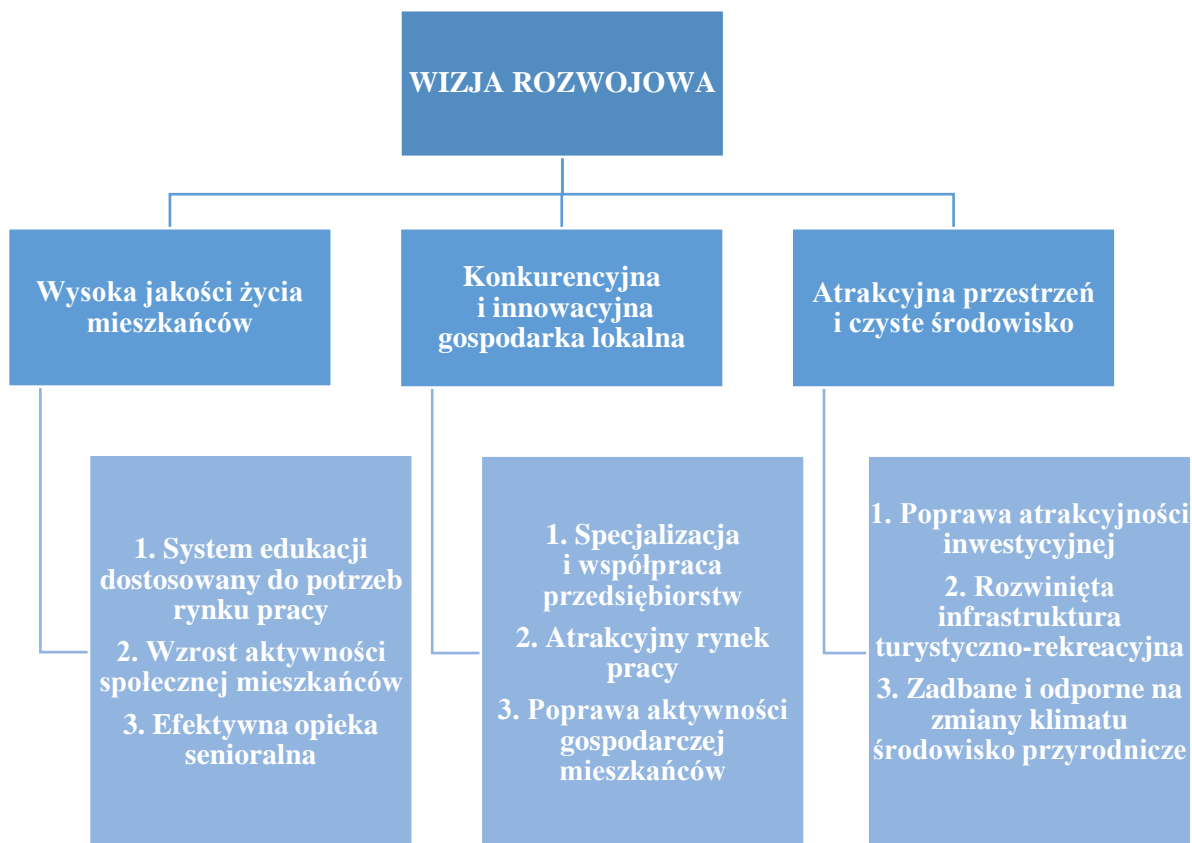 WIZJA ROZWOJOWA
Wysoka jakości życia
mieszkańców
Konkurencyjna
i innowacyjna
gospodarka lokalna
Atrakcyjna przestrzeń
i czyste środowisko
1. System edukacji
dostosowany do potrzeb
rynku pracy
2. Wzrost aktywności
społecznej mieszkańców
3. Efektywna opieka
senioralna
1. Specjalizacja
i współpraca
przedsiębiorstw
2. Atrakcyjny rynek
pracy
3. Poprawa aktywności
gospodarczej
mieszkańców
1. Poprawa atrakcyjności
inwestycyjnej
2. Rozwinięta
infrastruktura
turystyczno-rekreacyjna
3. Zadbane i odporne na
zmiany klimatu
środowisko przyrodnicze